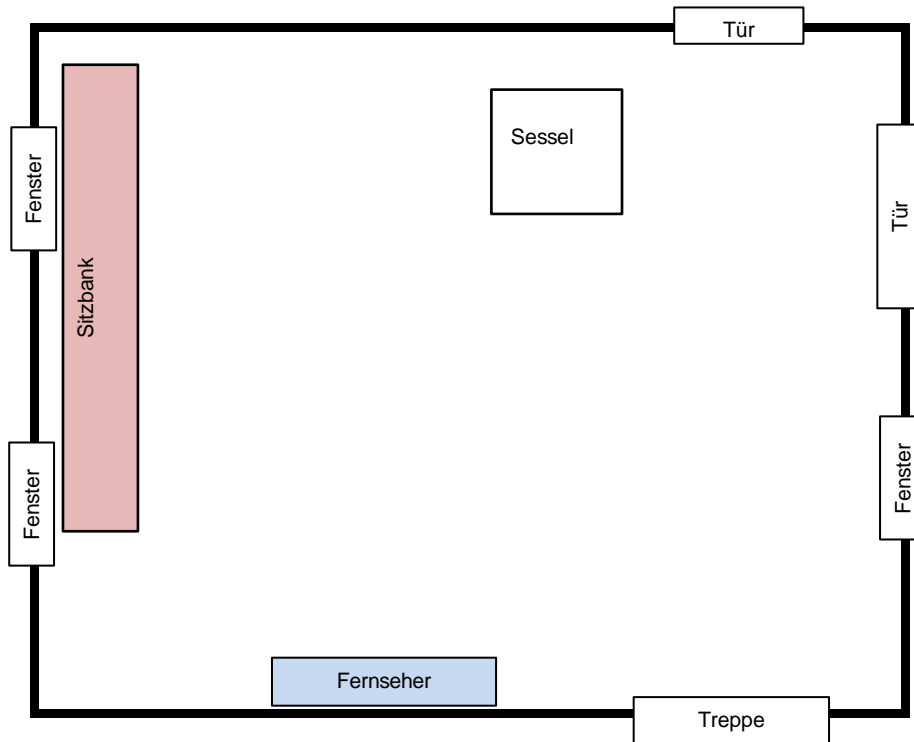 Tür
Sessel
Fenster
Tür
Sitzbank
Fenster
Fenster
Fernseher
Treppe